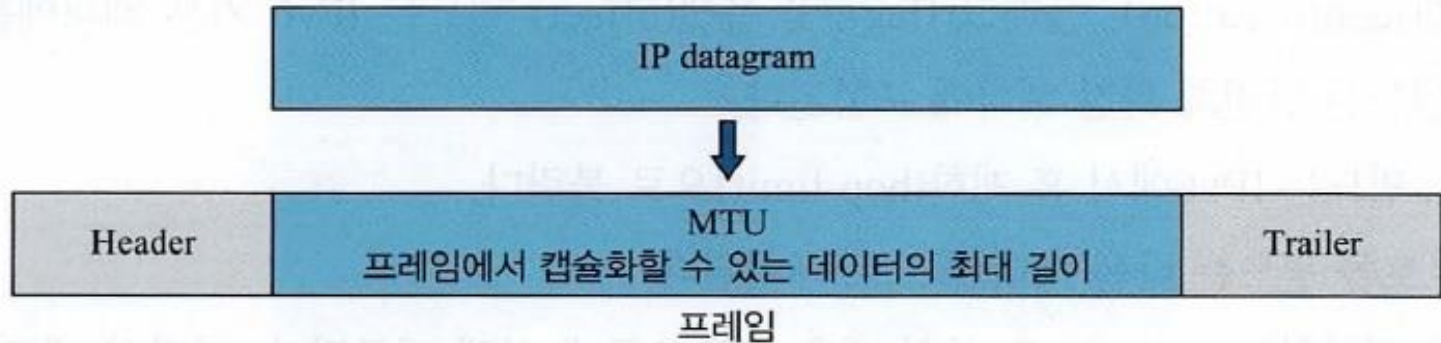 IP datagram
Header
MTU
프레임에서 캡슐화할 수 있는 데이터의 최대 길이
Trailer
프레임